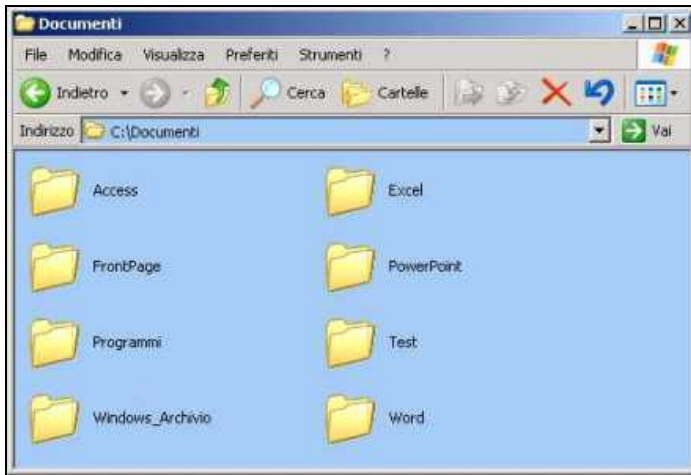 Documenti
File Modifica Visualizza Preferiti Strumenti ?
Indietro Cerca Cartelle
Indirizzo C:\Documenti Vai
Access Excel
FrontPage PowerPoint
Programmi Test
Windows_Archivio Word